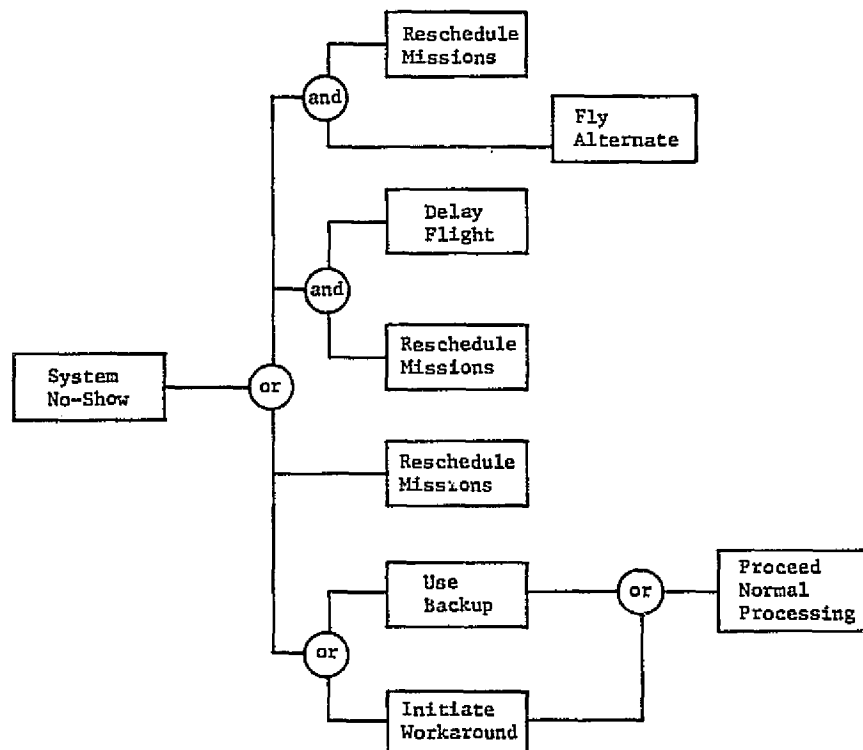 Reschedule
Missions
and
Fly
Alternate
Delay
Flight
and
Reschedule
Missions
System
No-Show
or
Reschedule
Missions
Use
Backup
or
Proceed
Normal
Processing
or
Initiate
Workaround